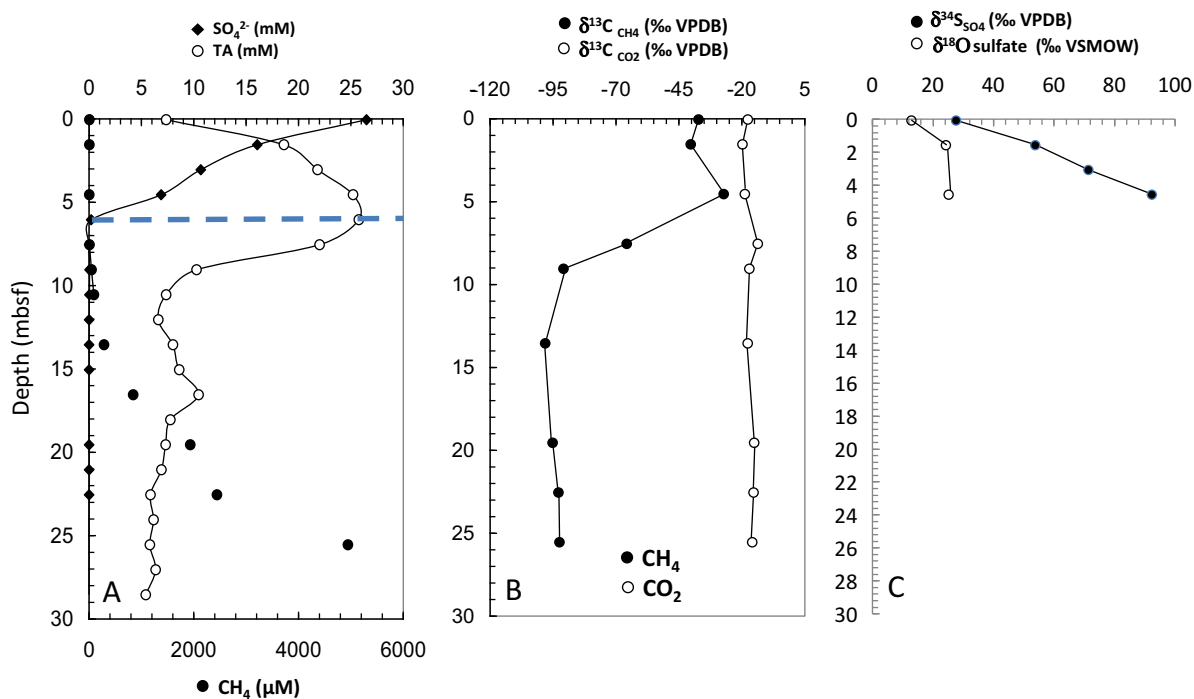 SO₄²⁻ (mM)
TA (mM)
0 5 10 15 20 25 30
0
5
10
15
20
25
30
Depth (mbsf)
A
0 2000 4000 6000
CH₄ (µM)
δ¹³C CH4 (‰ VPDB)
δ¹³C CO2 (‰ VPDB)
-120 -95 -70 -45 -20 5
0
5
10
15
20
25
30
CH₄
CO₂
B
δ³⁴S SO4 (‰ VPDB)
δ¹⁸O sulfate (‰ VSMOW)
0 20 40 60 80 100
0
2
4
6
8
10
12
14
16
18
20
22
24
26
28
30
C